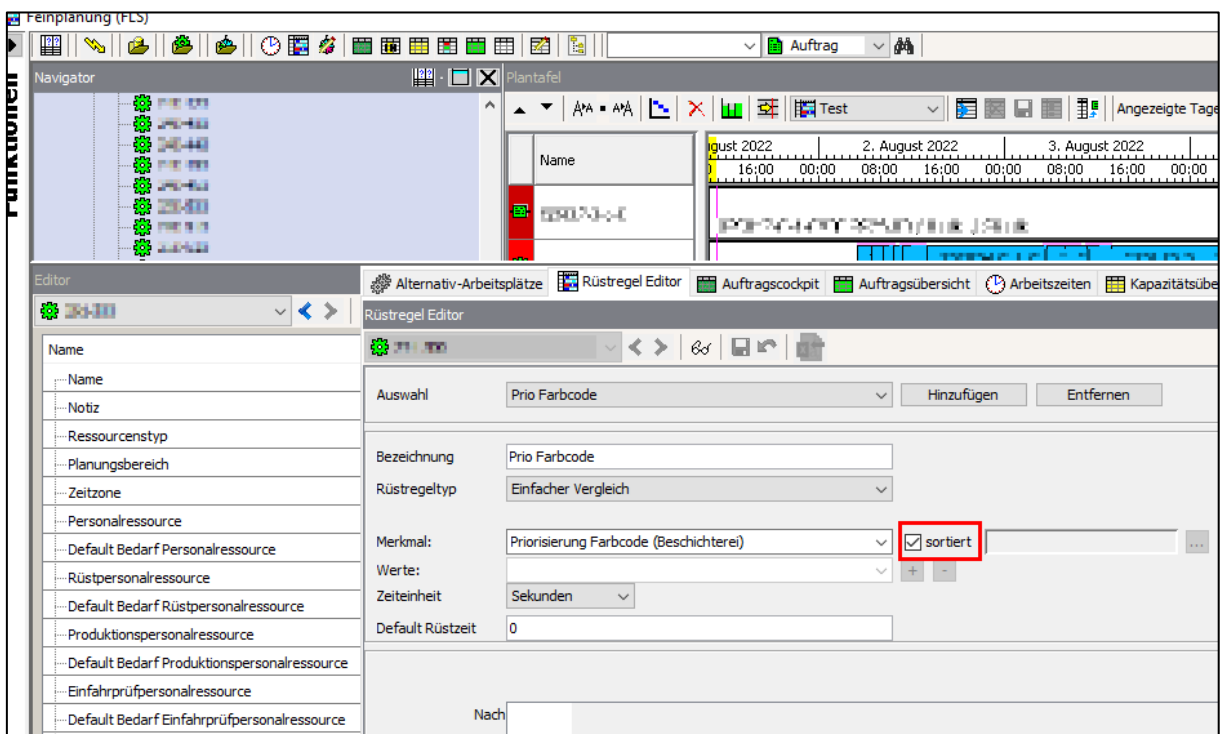 Feinplanung (FLS)
Auftrag
Funktionen
Navigator
Plantafel
Test
Angezeigte Tage
Name
gust 2022 2. August 2022 3. August 2022
16:00 00:00 08:00 16:00 00:00 08:00 16:00 00:00
Editor
Alternativ-Arbeitsplätze Rüstregel Editor Auftragscockpit Auftragsübersicht Arbeitszeiten Kapazitätsübe
Rüstregel Editor
Name
Name
Notiz
Ressourcenstyp
Planungsbereich
Zeitzone
Personalressource
Default Bedarf Personalressource
Rüstpersonalressource
Default Bedarf Rüstpersonalressource
Produktionspersonalressource
Default Bedarf Produktionspersonalressource
Einfahrprüfpersonalressource
Default Bedarf Einfahrprüfpersonalressource
Auswahl Prio Farbcode Hinzufügen Entfernen
Bezeichnung Prio Farbcode
Rüstregeltyp Einfacher Vergleich
Merkmal: Priorisierung Farbcode (Beschichterei) sortiert ...
Werte: + -
Zeiteinheit Sekunden
Default Rüstzeit 0
Nach